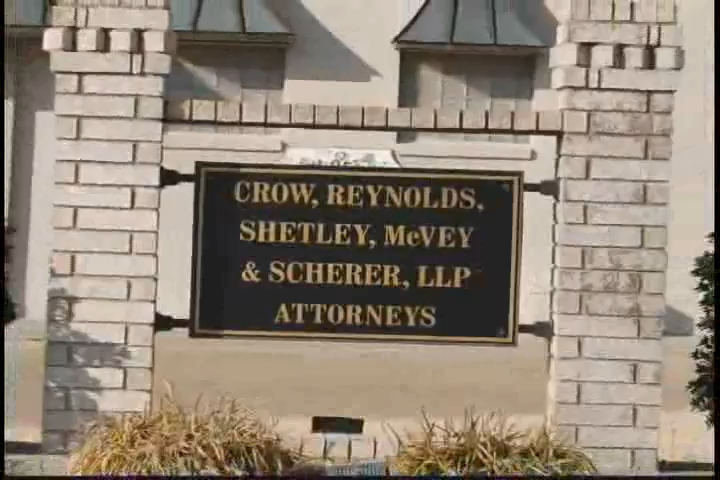 CROW, REYNOLDS,
SHETLEY, McVEY
& SCHERER, LLP
ATTORNEYS